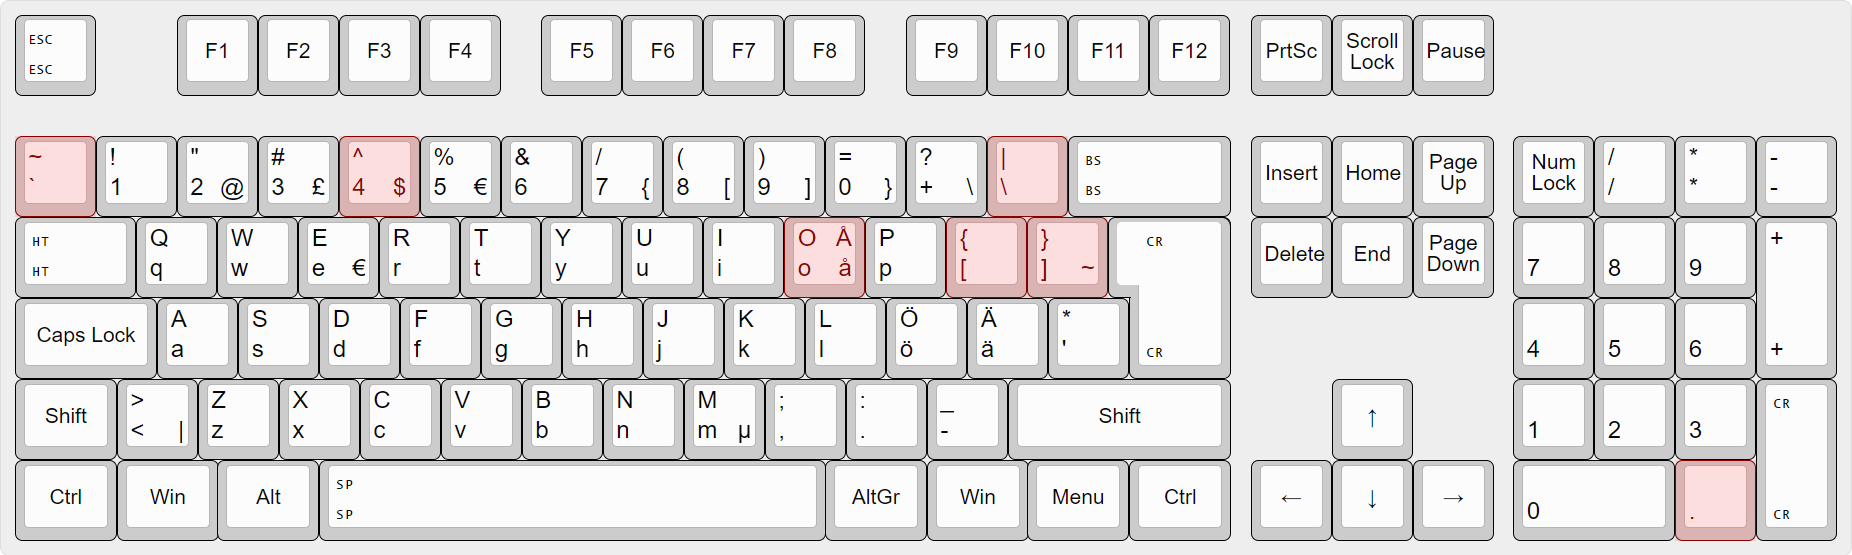 ESC F1 F2 F3 F4 F5 F6 F7 F8 F9 F10 F11 F12 PrtSc Scroll Lock Pause
ESC
~ ! " # ^ % & / ( ) = ? | BS Insert Home Page Up Num Lock / * -
` 1 2 @ 3 £ 4 $ 5 € 6 7 { 8 [ 9 ] 0 } + \ \ BS / * -
HT Q W E R T Y U I O Å P { } CR Delete End Page Down +
HT q w e € r t y u i o å p [ ] ~ 7 8 9
Caps Lock A S D F G H J K L Ö Ä *
a s d f g h j k l ö ä ' CR 4 5 6 +
Shift > Z X C V B N M ; : _ Shift ↑ CR
< | z x c v b n m µ , . - 1 2 3
Ctrl Win Alt SP AltGr Win Menu Ctrl ← ↓ →
SP 0 . CR